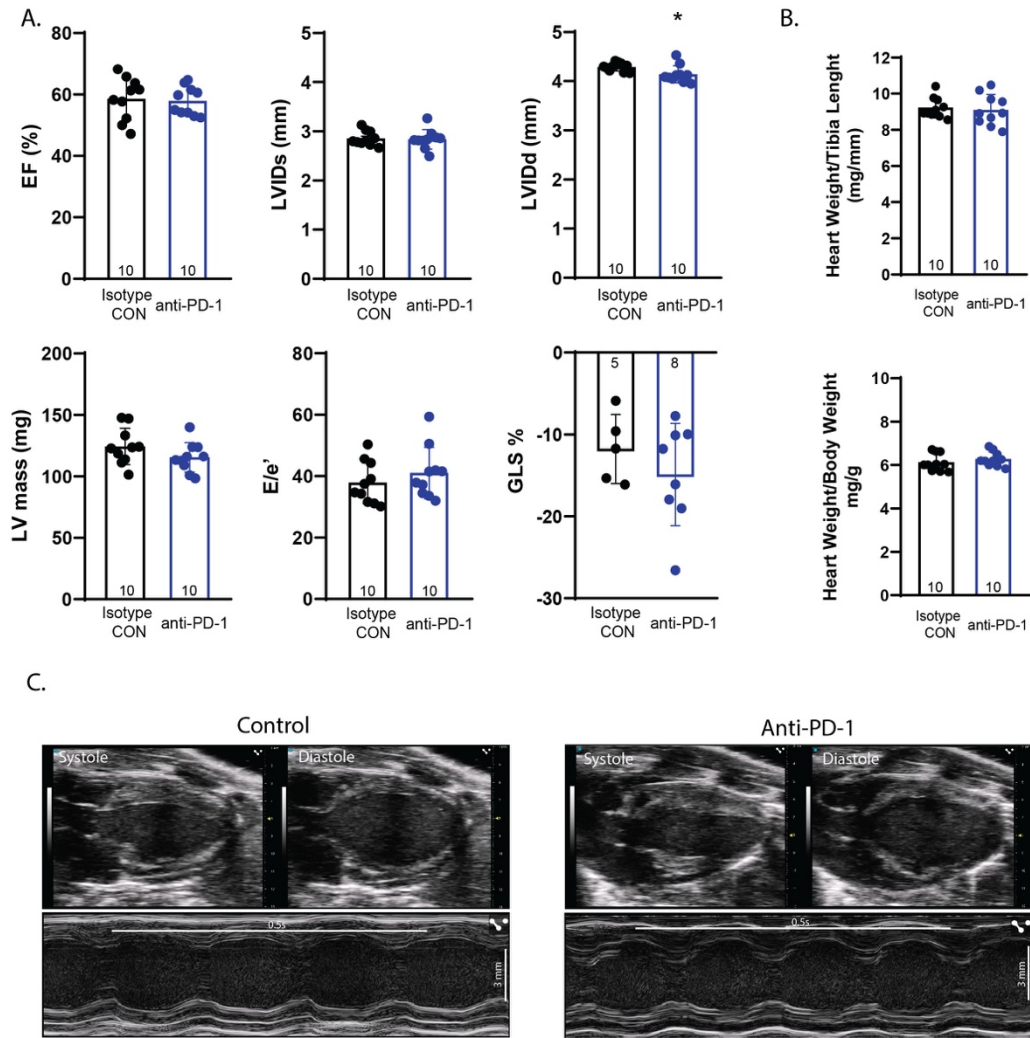 A.
80
60
40
20
0
EF (%)
10
10
Isotype
CON
anti-PD-1
5
4
3
2
1
0
LVIDs (mm)
10
10
Isotype
CON
anti-PD-1
*
5
4
3
2
1
0
LVIDd (mm)
10
10
Isotype
CON
anti-PD-1
B.
12
10
8
6
4
2
0
Heart Weight/Tibia Lenght
(mg/mm)
10
10
Isotype
CON
anti-PD-1
200
150
100
50
0
LV mass (mg)
10
10
Isotype
CON
anti-PD-1
80
60
40
20
0
E/e'
10
10
Isotype
CON
anti-PD-1
0
-10
-20
-30
GLS %
5
8
Isotype
CON
anti-PD-1
10
8
6
4
2
0
Heart Weight/Body Weight
mg/g
10
10
Isotype
CON
anti-PD-1
C.
Control
Systole
Diastole
0.5s
3 mm
Anti-PD-1
Systole
Diastole
0.5s
3 mm